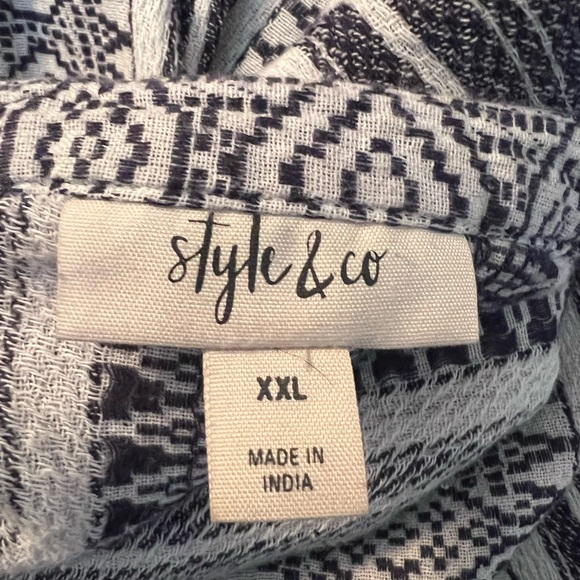 style & co
XXL
MADE IN
INDIA